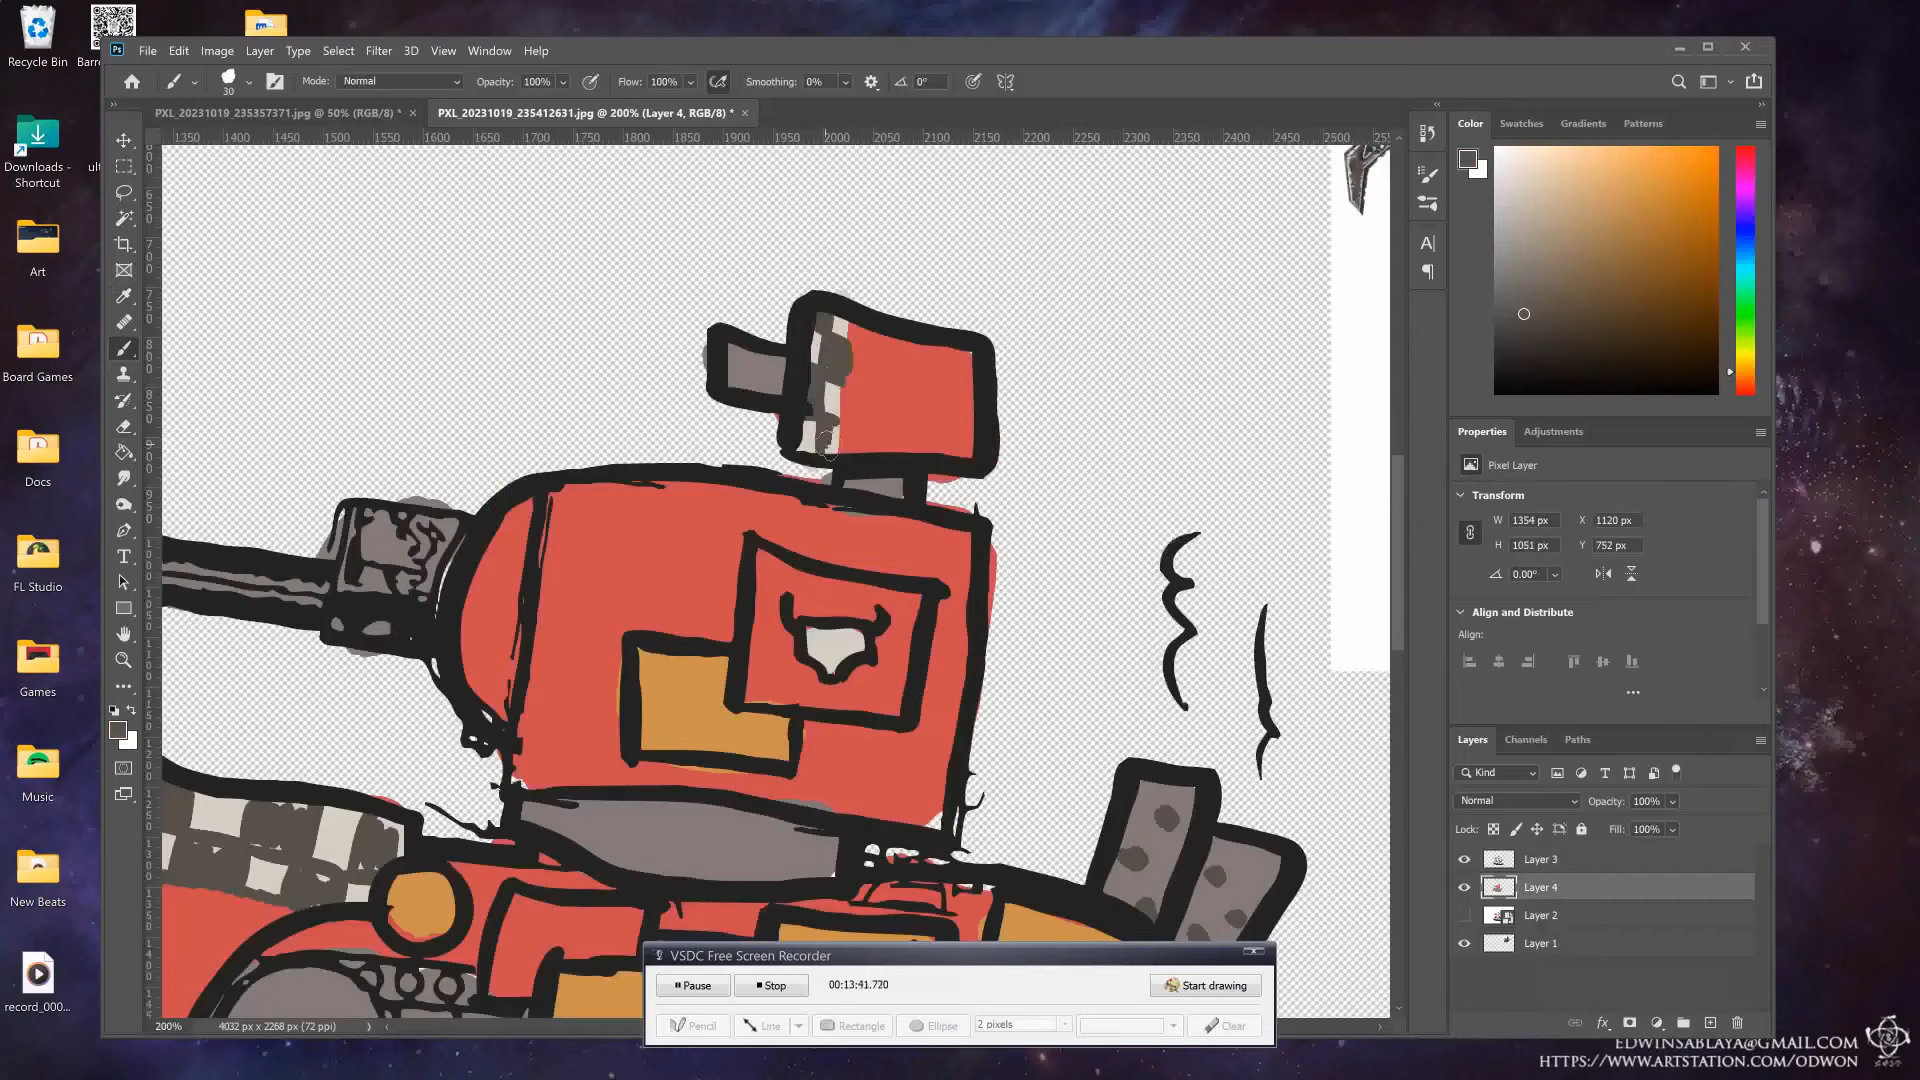 Recycle Bin
Barre
File Edit Image Layer Type Select Filter 3D View Window Help
30
Mode: Normal
Opacity: 100%
Flow: 100%
Smoothing: 0%
0°
PXL_20231019_235357371.jpg @ 50% (RGB/8) *
PXL_20231019_235412631.jpg @ 200% (Layer 4, RGB/8) *
1350 1400 1450 1500 1550 1600 1650 1700 1750 1800 1850 1900 1950 2000 2050 2100 2150 2200 2250 2300 2350 2400 2450 2500 255
Downloads - Shortcut
ult
Art
Board Games
Docs
FL Studio
Games
Music
New Beats
record_000...
Color Swatches Gradients Patterns
Properties Adjustments
Pixel Layer
Transform
W 1354 px X 1120 px
H 1051 px Y 752 px
0.00°
Align and Distribute
Align:
Layers Channels Paths
Kind
Normal Opacity: 100%
Lock: Fill: 100%
Layer 3
Layer 4
Layer 2
Layer 1
fx
200% 4032 px x 2268 px (72 ppi)
VSDC Free Screen Recorder
Pause Stop 00:13:41.720 Start drawing
Pencil Line Rectangle Ellipse 2 pixels Clear
EDWINSABLAYA@GMAIL.COM
HTTPS://WWW.ARTSTATION.COM/ODWON